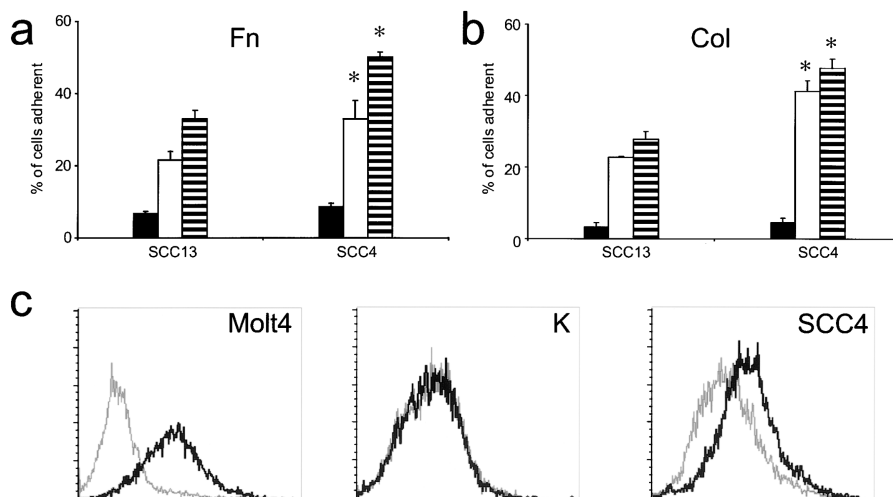 a
Fn
60
40
20
0
% of cells adherent
*
*
SCC13
SCC4
b
Col
60
40
20
0
% of cells adherent
*
*
SCC13
SCC4
c
Molt4
K
SCC4